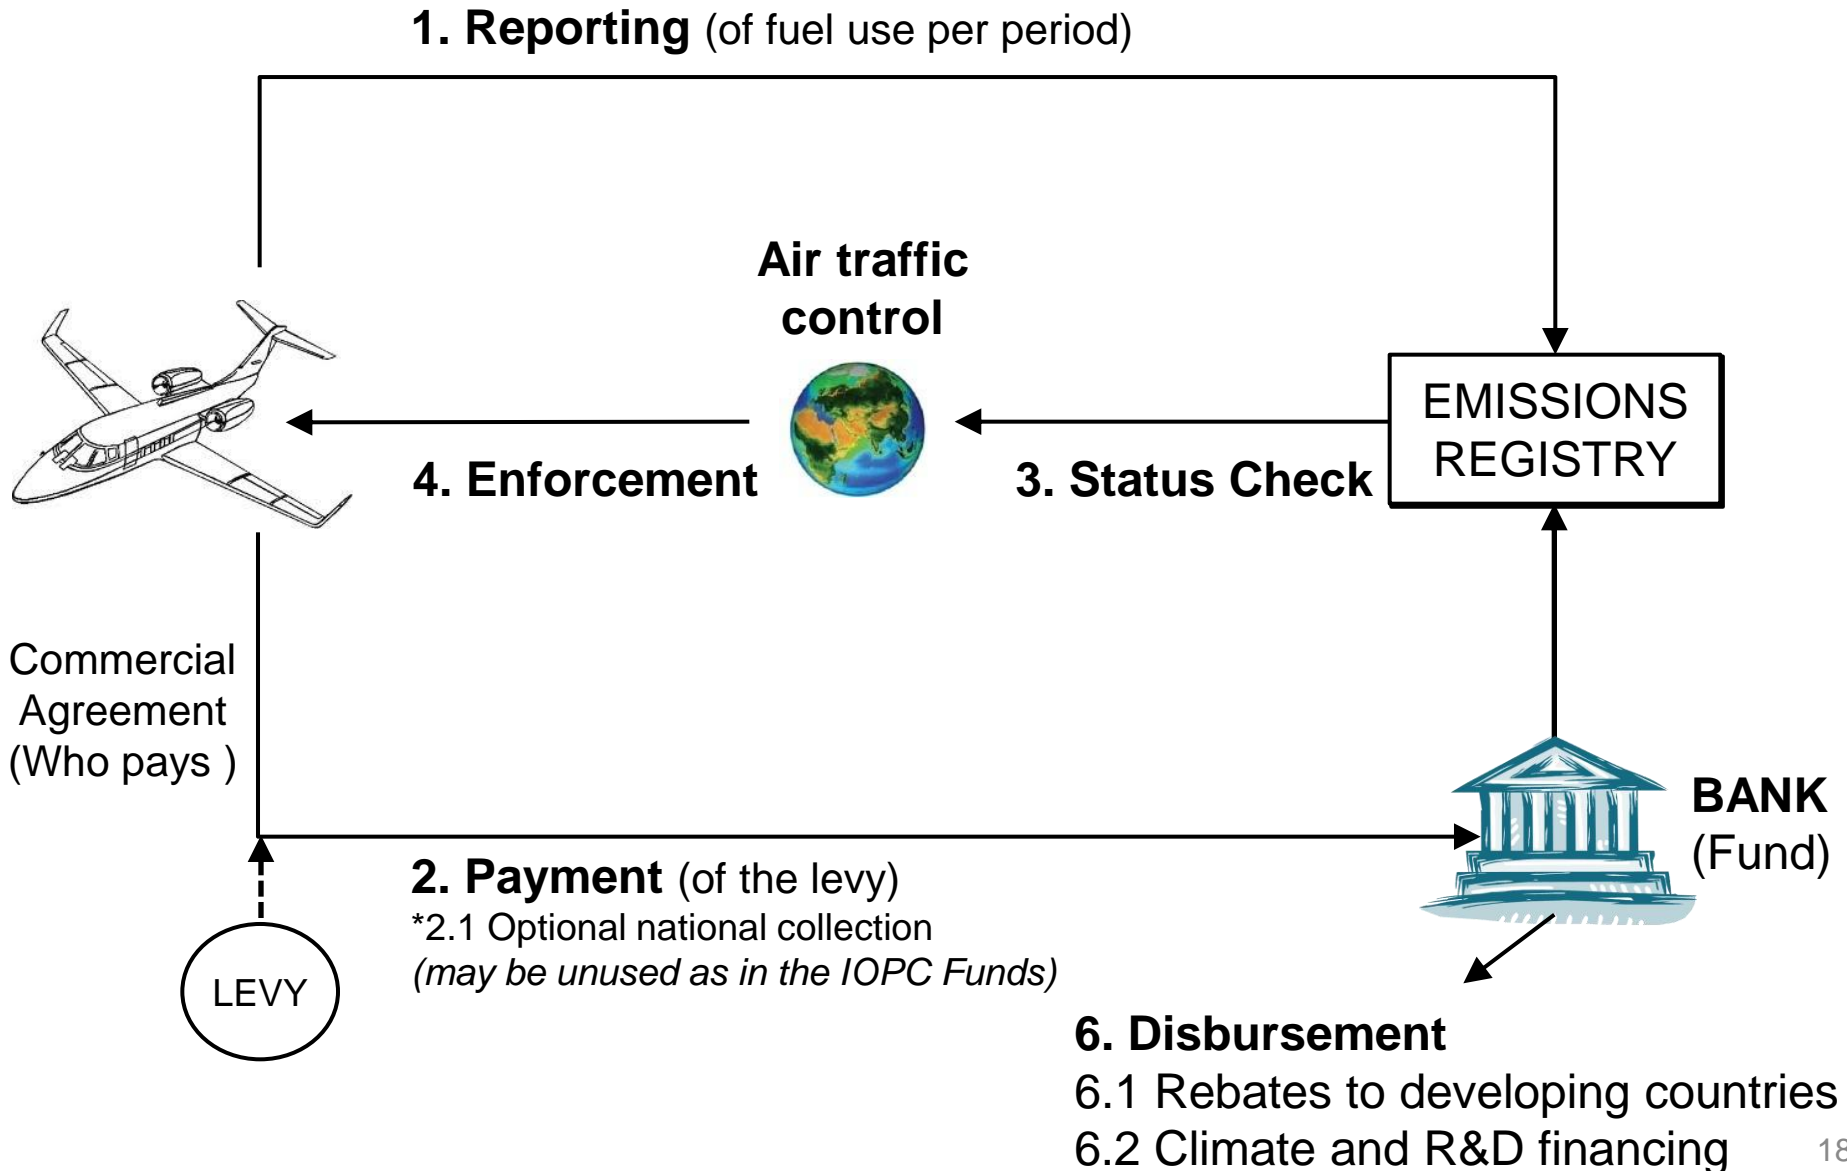 1. Reporting (of fuel use per period)
Air traffic
control
EMISSIONS
REGISTRY
4. Enforcement
3. Status Check
Commercial
Agreement
(Who pays )
BANK
(Fund)
2. Payment (of the levy)
*2.1 Optional national collection
(may be unused as in the IOPC Funds)
LEVY
6. Disbursement
6.1 Rebates to developing countries
6.2 Climate and R&D financing
18